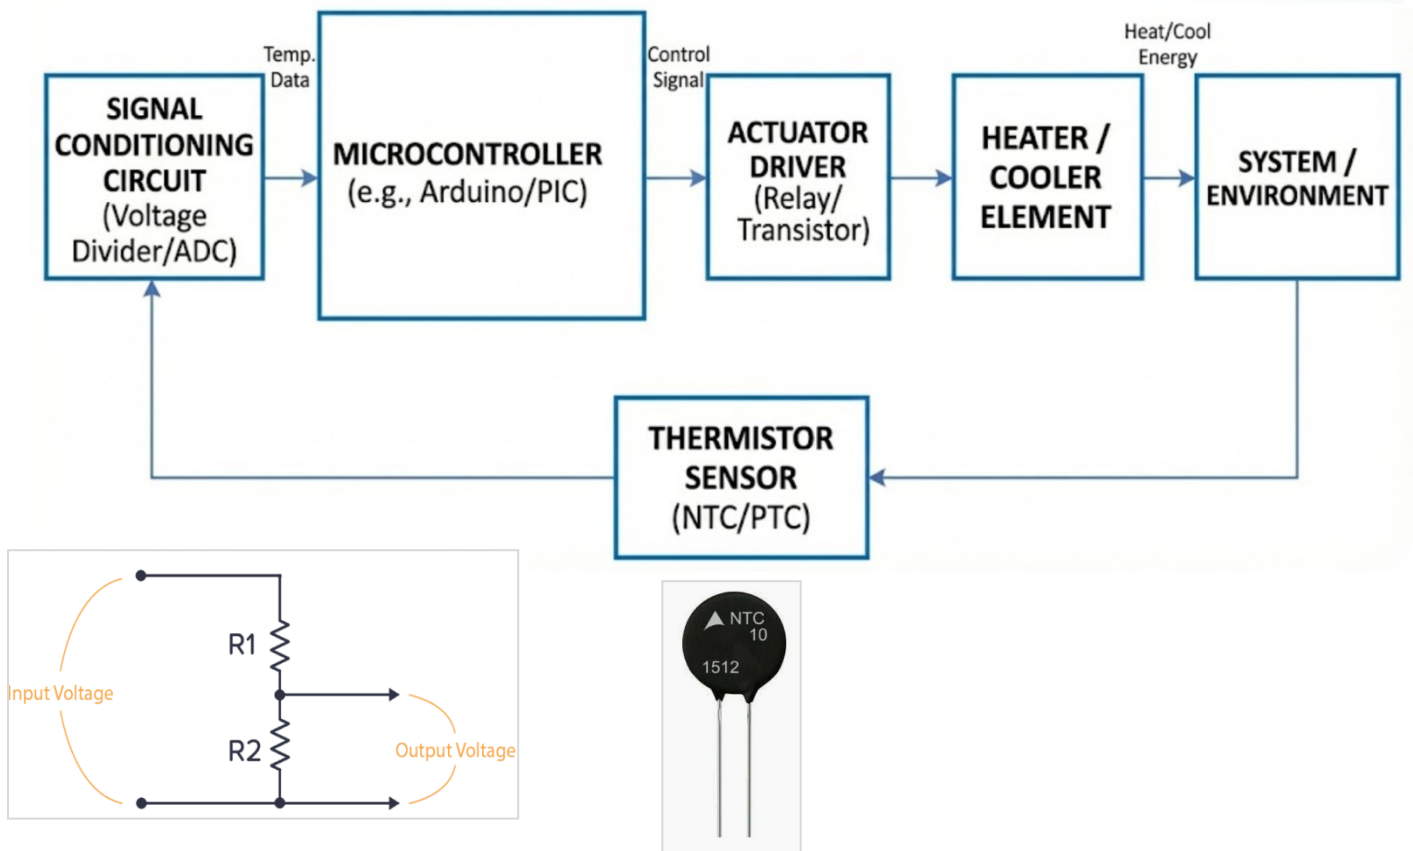 Temp.
Data
SIGNAL
CONDITIONING
CIRCUIT
(Voltage
Divider/ADC)
MICROCONTROLLER
(e.g., Arduino/PIC)
Control
Signal
ACTUATOR
DRIVER
(Relay/
Transistor)
HEATER /
COOLER
ELEMENT
Heat/Cool
Energy
SYSTEM /
ENVIRONMENT
THERMISTOR
SENSOR
(NTC/PTC)
R1
Input Voltage
R2
Output Voltage
NTC
10
1512